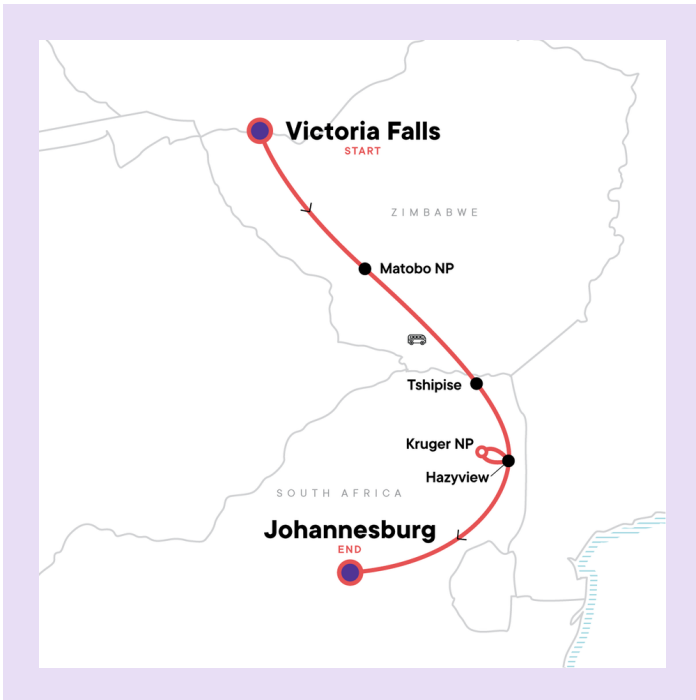 Victoria Falls
START
ZIMBABWE
Matobo NP
Tshipise
Kruger NP
Hazyview
SOUTH AFRICA
Johannesburg
END